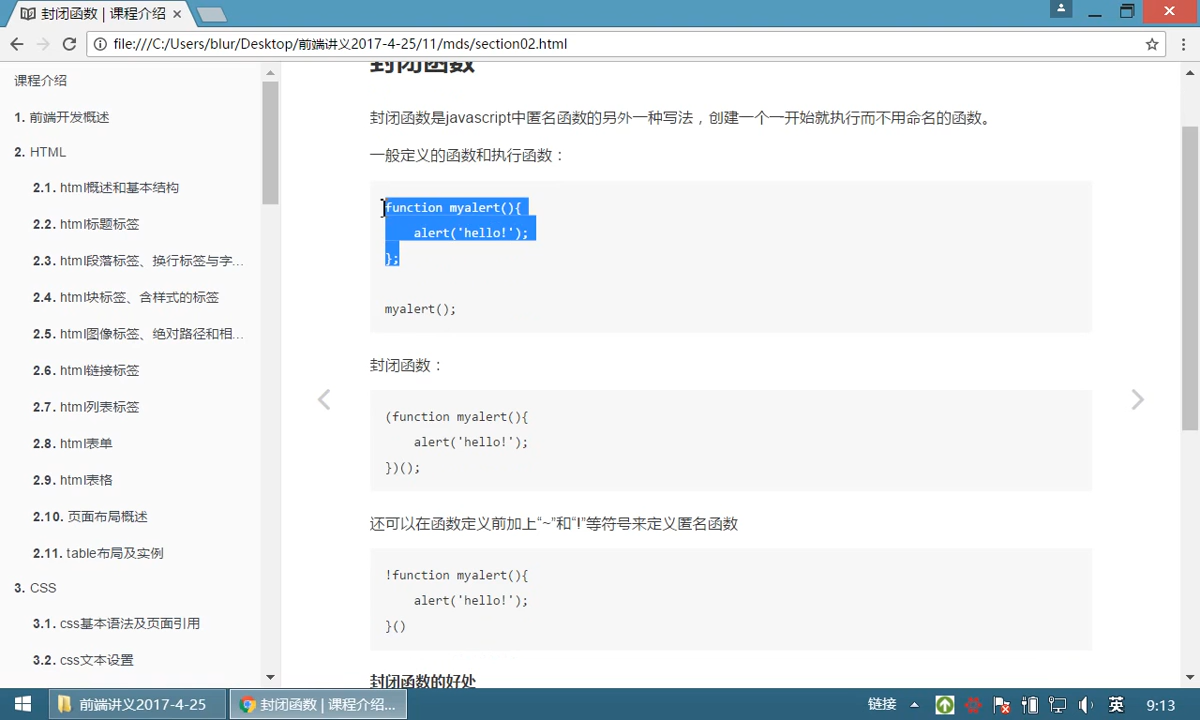 封闭函数 | 课程介绍
file:///C:/Users/blur/Desktop/前端讲义2017-4-25/11/mds/section02.html
课程介绍
1. 前端开发概述
2. HTML
2.1. html概述和基本结构
2.2. html标题标签
2.3. html段落标签、换行标签与字...
2.4. html块标签、含样式的标签
2.5. html图像标签、绝对路径和相...
2.6. html链接标签
2.7. html列表标签
2.8. html表单
2.9. html表格
2.10. 页面布局概述
2.11. table布局及实例
3. CSS
3.1. css基本语法及页面引用
3.2. css文本设置
封闭函数
封闭函数是javascript中匿名函数的另外一种写法，创建一个一开始就执行而不用命名的函数。
一般定义的函数和执行函数：
function myalert(){
alert('hello!');
};
myalert();
封闭函数：
(function myalert(){
alert('hello!');
})();
还可以在函数定义前加上“~”和“!”等符号来定义匿名函数
!function myalert(){
alert('hello!');
}()
封闭函数的好处
前端讲义2017-4-25
封闭函数 | 课程介绍...
链接
英
9:13